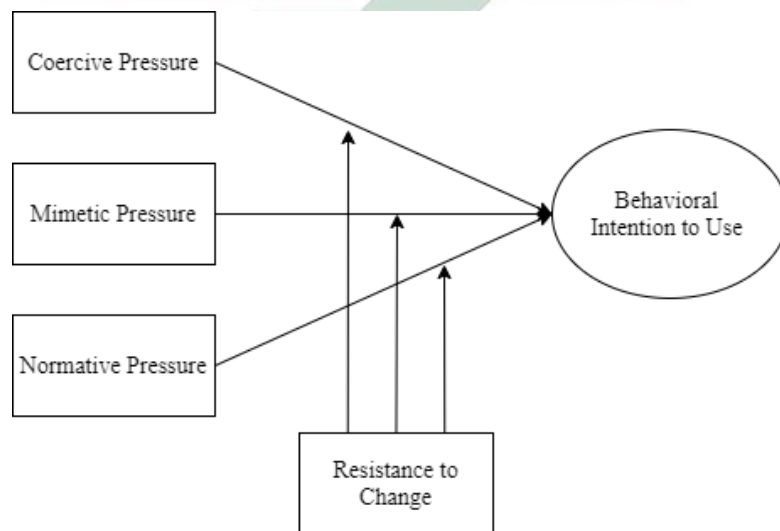 Coercive Pressure
Mimetic Pressure
Behavioral
Intention to Use
Normative Pressure
Resistance to
Change